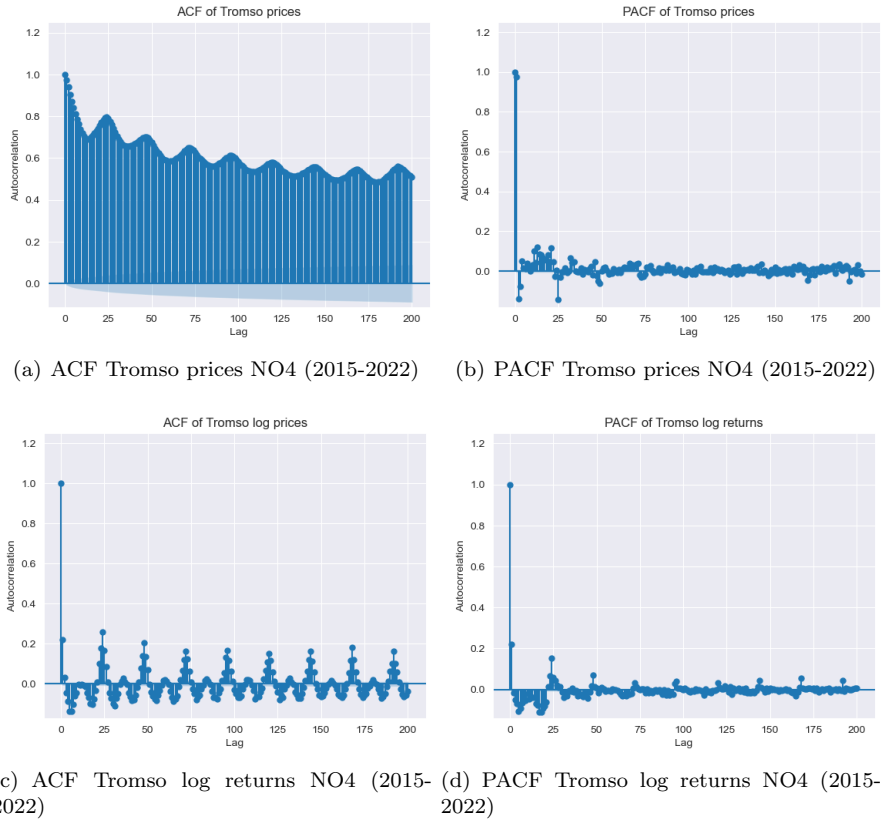 ACF of Tromso prices
1.2
1.0
0.8
0.6
0.4
0.2
0.0
Autocorrelation
0 25 50 75 100 125 150 175 200
Lag
(a) ACF Tromso prices NO4 (2015-2022)
PACF of Tromso prices
1.2
1.0
0.8
0.6
0.4
0.2
0.0
Autocorrelation
0 25 50 75 100 125 150 175 200
Lag
(b) PACF Tromso prices NO4 (2015-2022)
ACF of Tromso log prices
1.2
1.0
0.8
0.6
0.4
0.2
0.0
Autocorrelation
0 25 50 75 100 125 150 175 200
Lag
c) ACF Tromso log returns NO4 (2015-
2022)
PACF of Tromso log returns
1.2
1.0
0.8
0.6
0.4
0.2
0.0
Autocorrelation
0 25 50 75 100 125 150 175 200
Lag
(d) PACF Tromso log returns NO4 (2015-
2022)